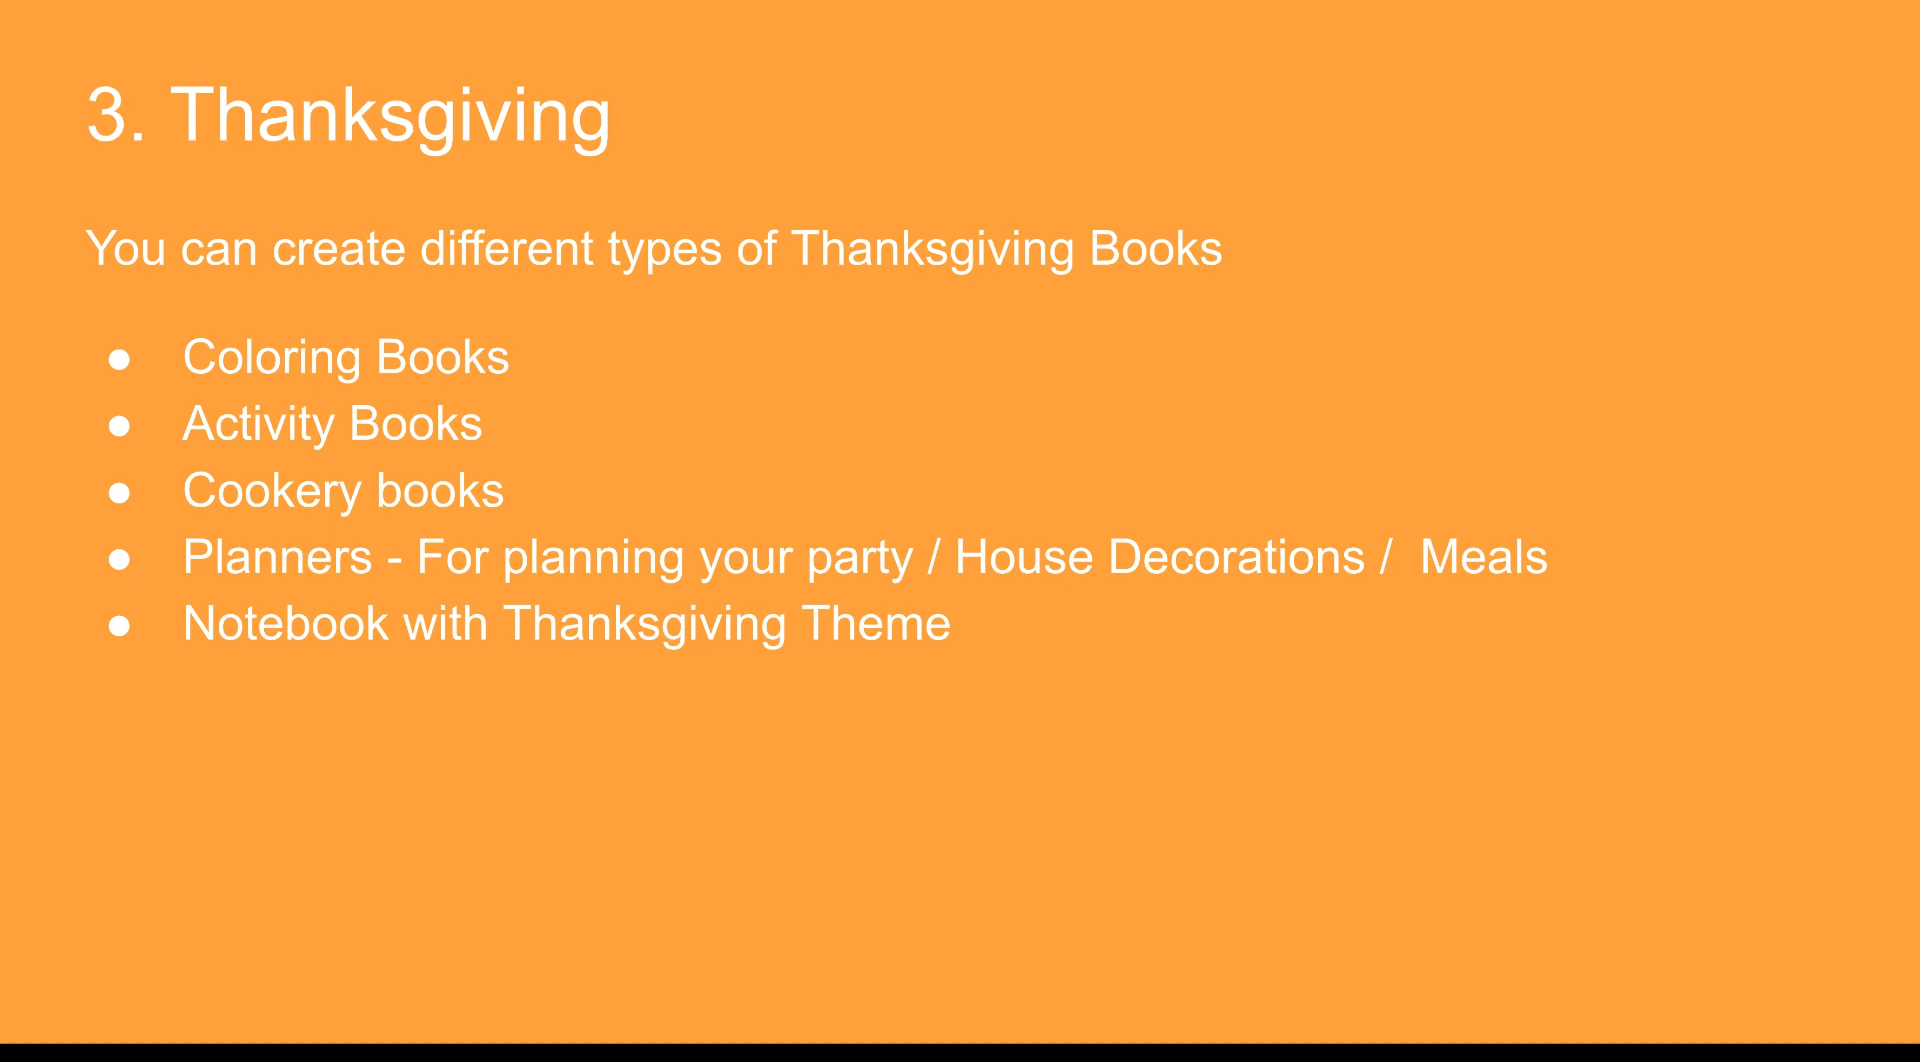 3. Thanksgiving
You can create different types of Thanksgiving Books
● Coloring Books
● Activity Books
● Cookery books
● Planners - For planning your party / House Decorations /  Meals
● Notebook with Thanksgiving Theme